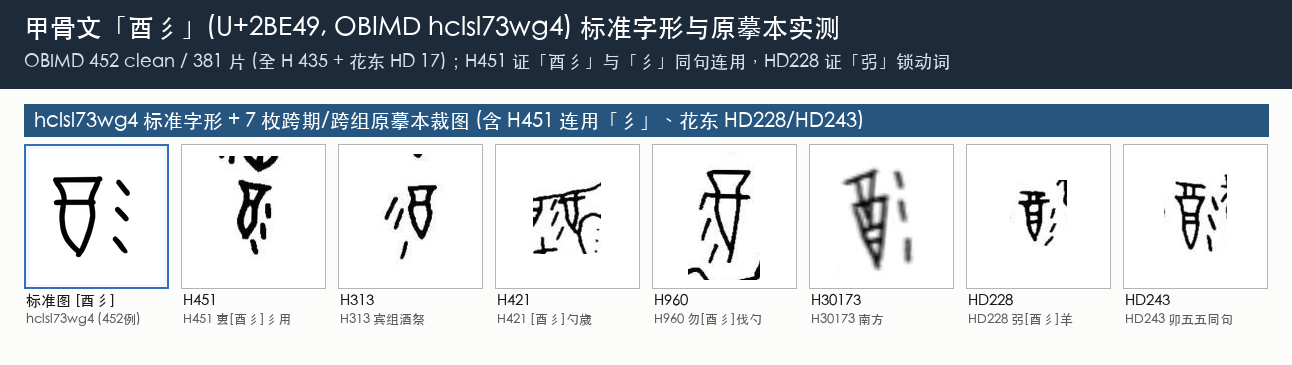 甲骨文「酉彡」(U+2BE49, OBIMD hclsl73wg4) 标准字形与原摹本实测
OBIMD 452 clean / 381 片 (全 H 435 + 花东 HD 17)；H451 证「酉彡」与「彡」同句连用，HD228 证「弜」锁动词
hclsl73wg4 标准字形 + 7 枚跨期/跨组原摹本裁图 (含 H451 连用「彡」、花东 HD228/HD243)
标准图 [酉彡]
hclsl73wg4 (452例)
H451
H451 叀[酉彡]彡用
H313
H313 宾组酒祭
H421
H421 [酉彡]勺歲
H960
H960 勿[酉彡]伐勺
H30173
H30173 南方
HD228
HD228 弜[酉彡]羊
HD243
HD243 卯五五同句